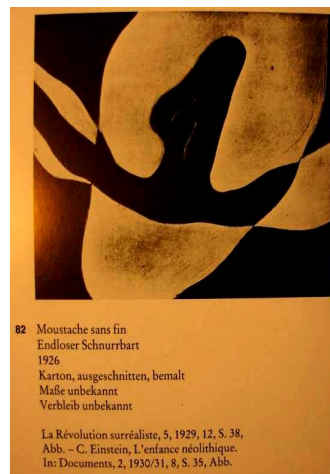 82 Moustache sans fin
Endloser Schnurrbart
1926
Karton, ausgeschnitten, bemalt
Maße unbekannt
Verbleib unbekannt
La Révolution surréaliste, 5, 1929, 12, S. 38,
Abb. – C. Einstein, L'enfance néolithique.
In: Documents, 2, 1930/31, 8, S. 35, Abb.